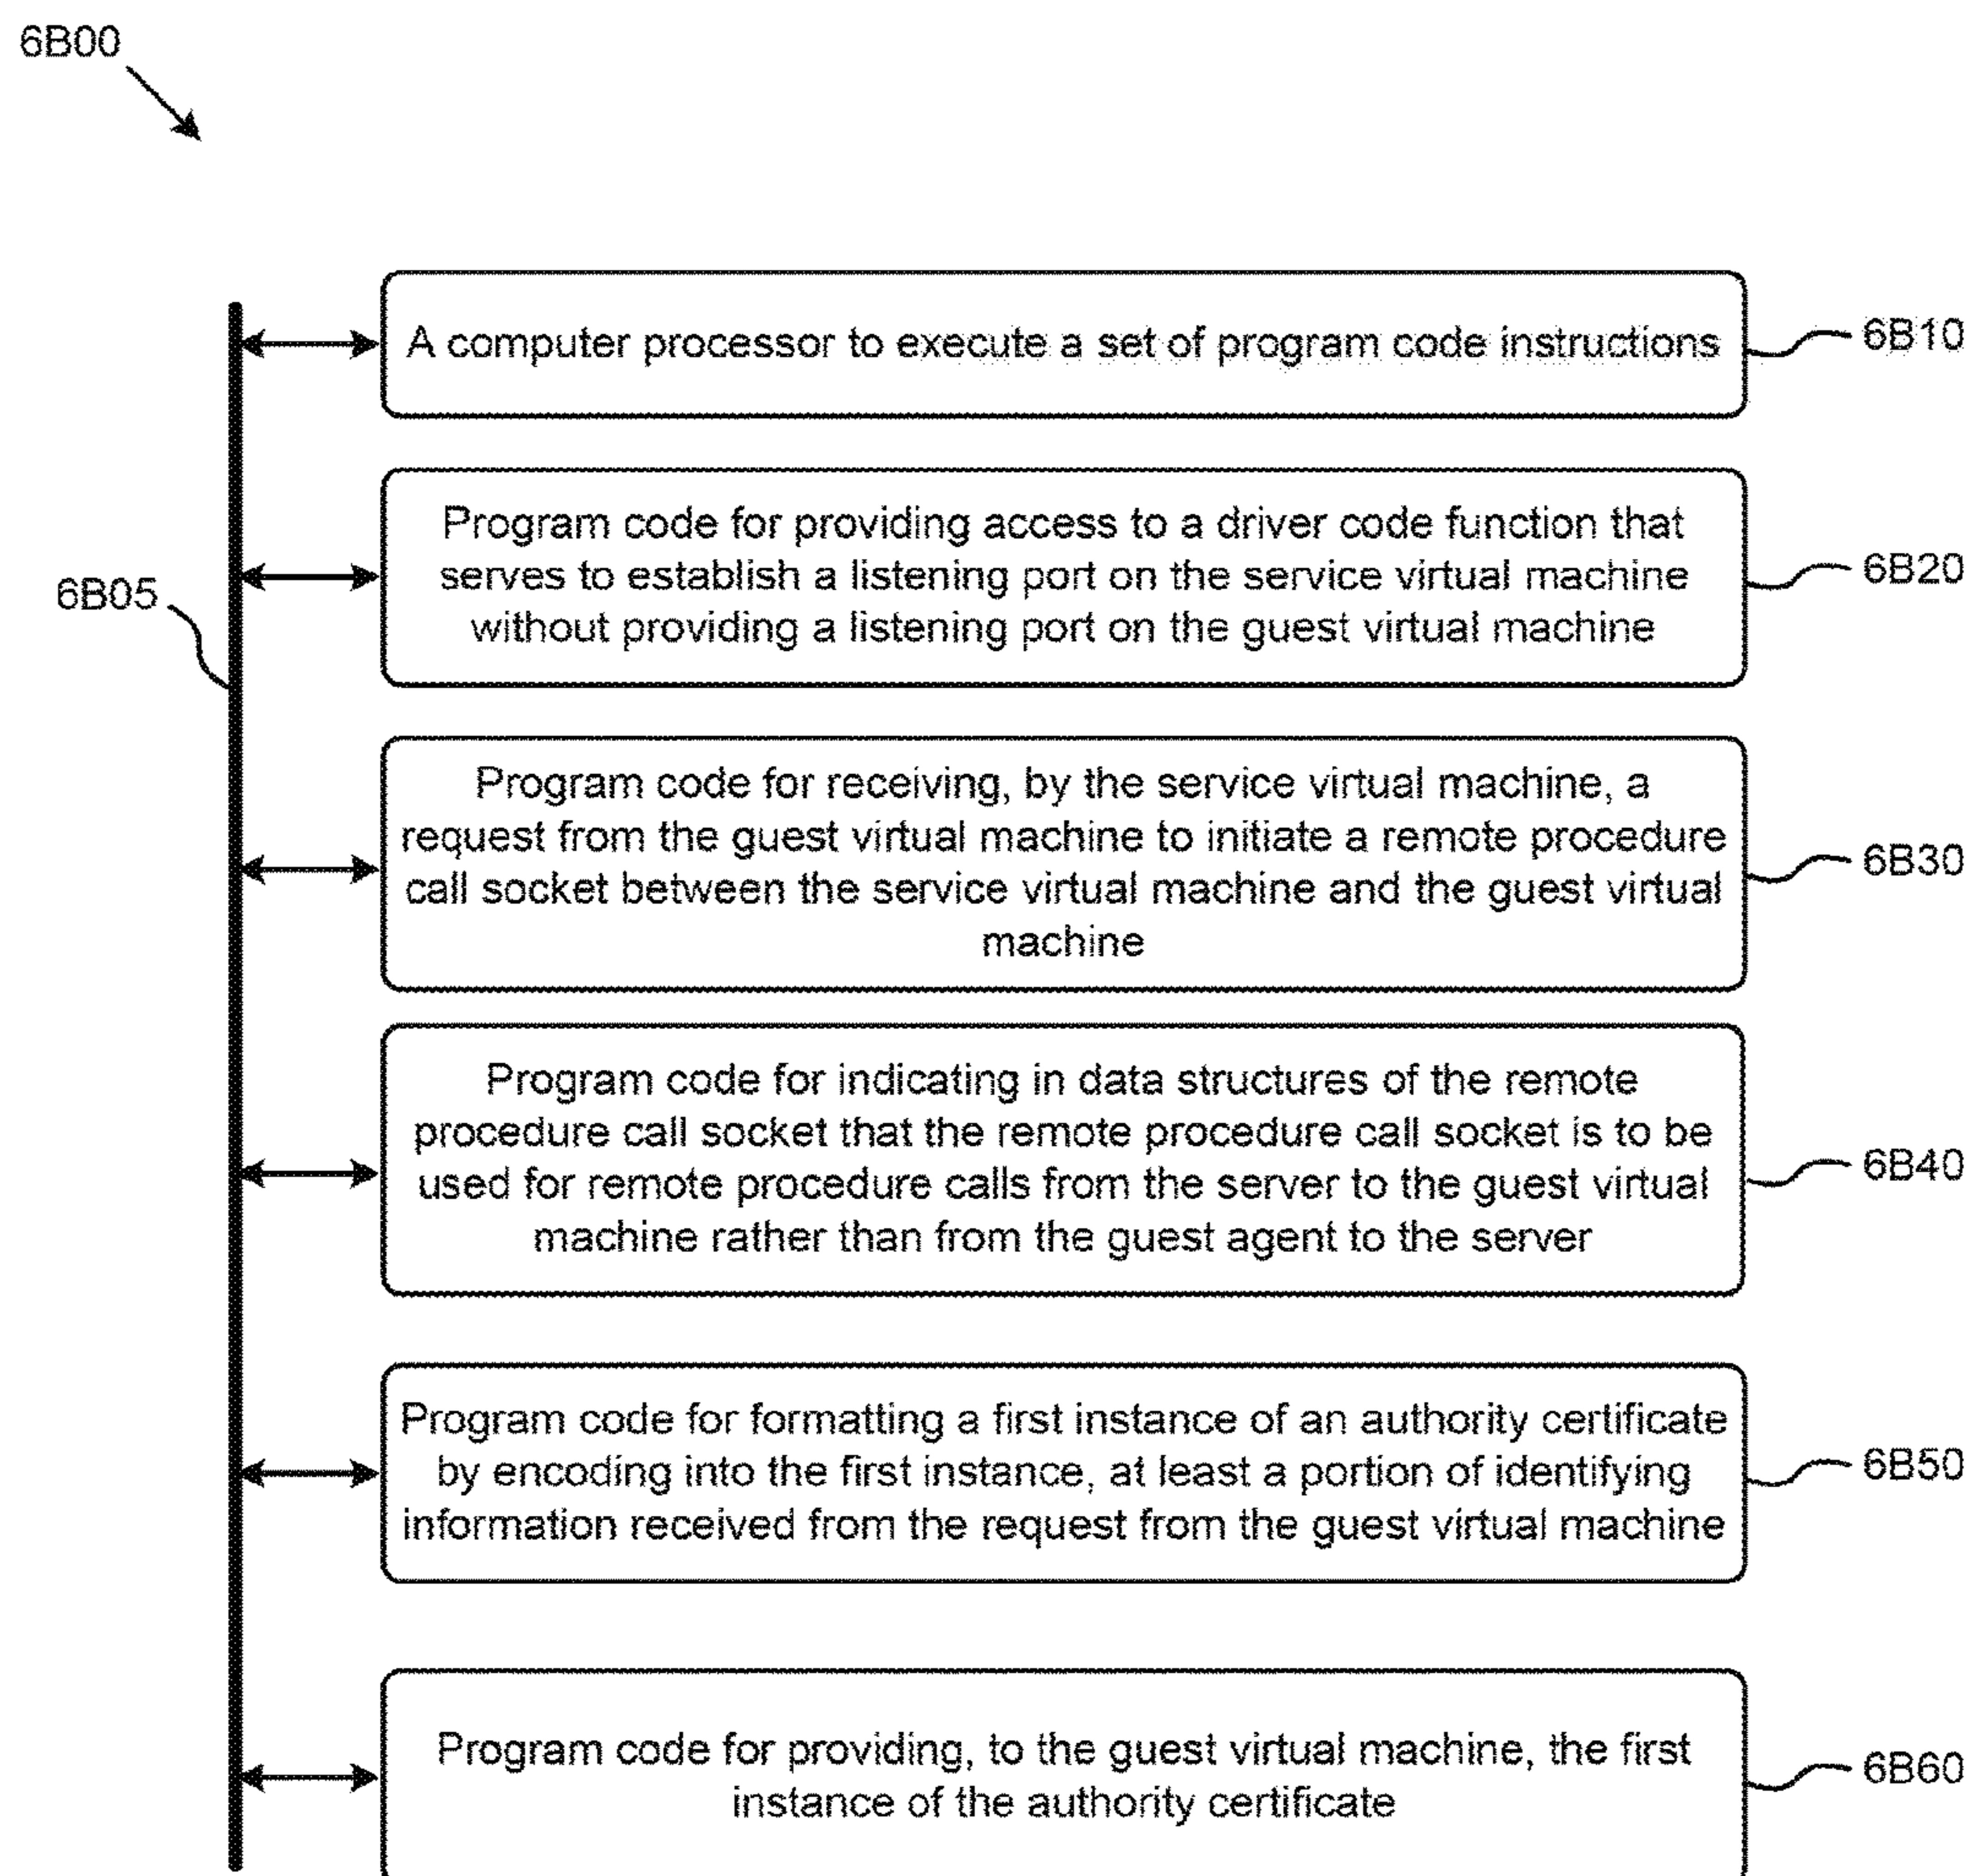 6B00
A computer processor to execute a set of program code instructions
6B10
Program code for providing access to a driver code function that
serves to establish a listening port on the service virtual machine
without providing a listening port on the guest virtual machine
6B20
6B05
Program code for receiving, by the service virtual machine, a
request from the guest virtual machine to initiate a remote procedure
call socket between the service virtual machine and the guest virtual
machine
6B30
Program code for indicating in data structures of the remote
procedure call socket that the remote procedure call socket is to be
used for remote procedure calls from the server to the guest virtual
machine rather than from the guest agent to the server
6B40
Program code for formatting a first instance of an authority certificate
by encoding into the first instance, at least a portion of identifying
information received from the request from the guest virtual machine
6B50
Program code for providing, to the guest virtual machine, the first
instance of the authority certificate
6B60